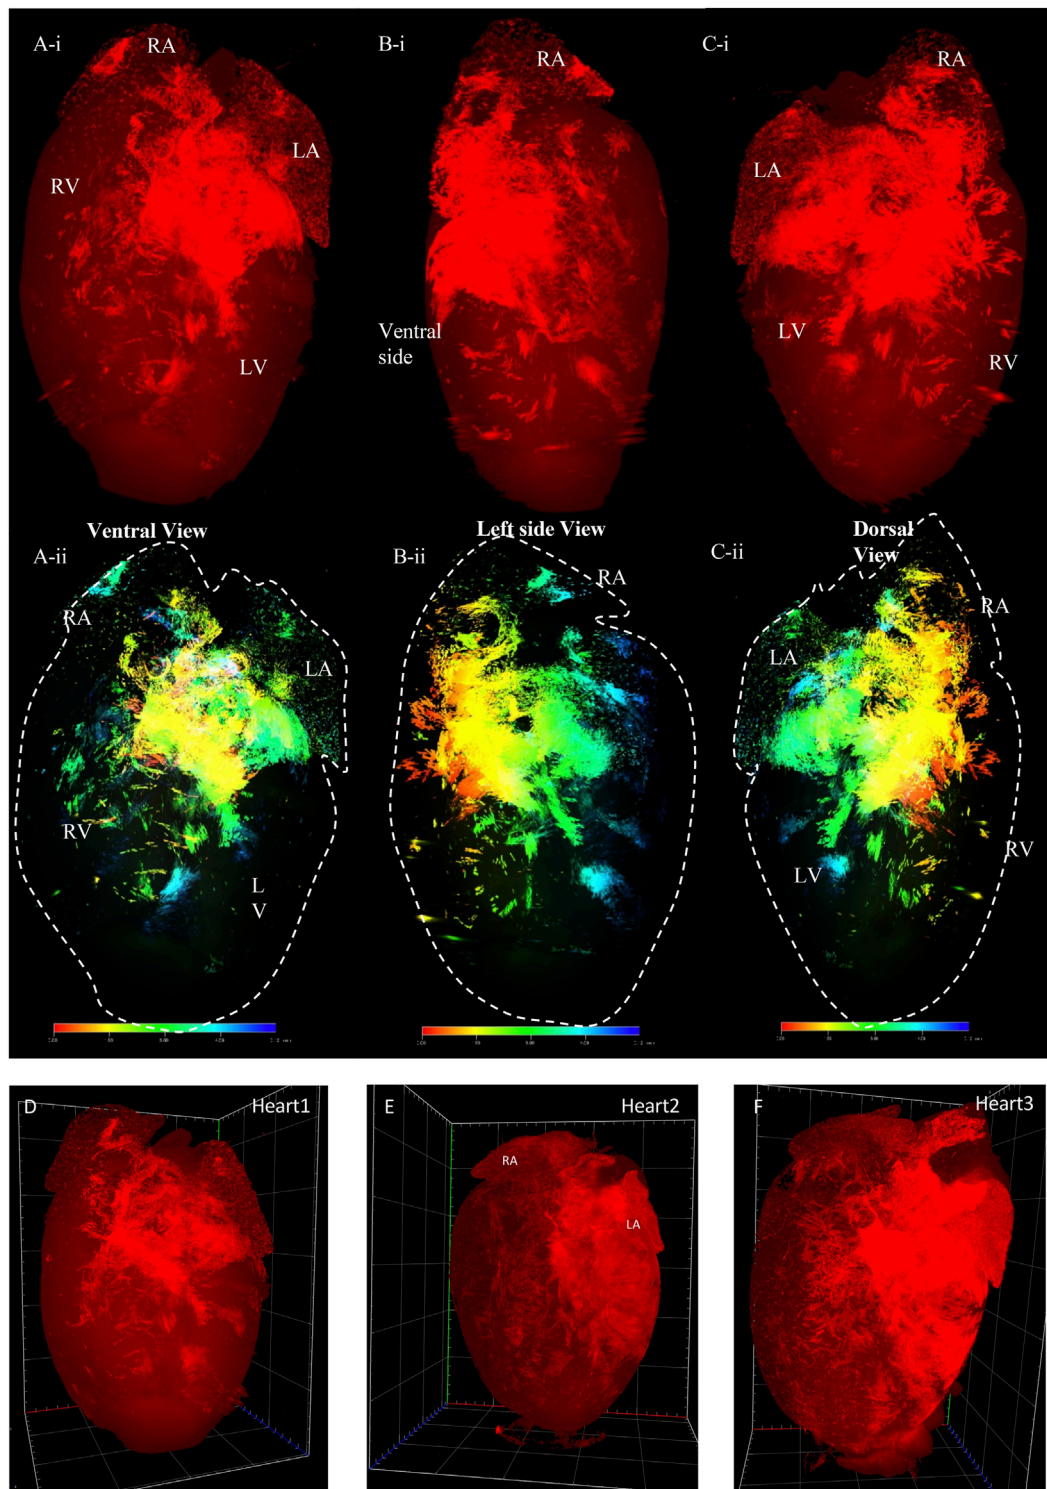 A-i
RA
LA
RV
LV
B-i
RA
Ventral
side
C-i
RA
LA
LV
RV
Ventral View
A-ii
RA
LA
RV
L
V
Left side View
B-ii
RA
Dorsal
View
C-ii
RA
LA
LV
RV
D
Heart1
E
Heart2
RA
LA
F
Heart3